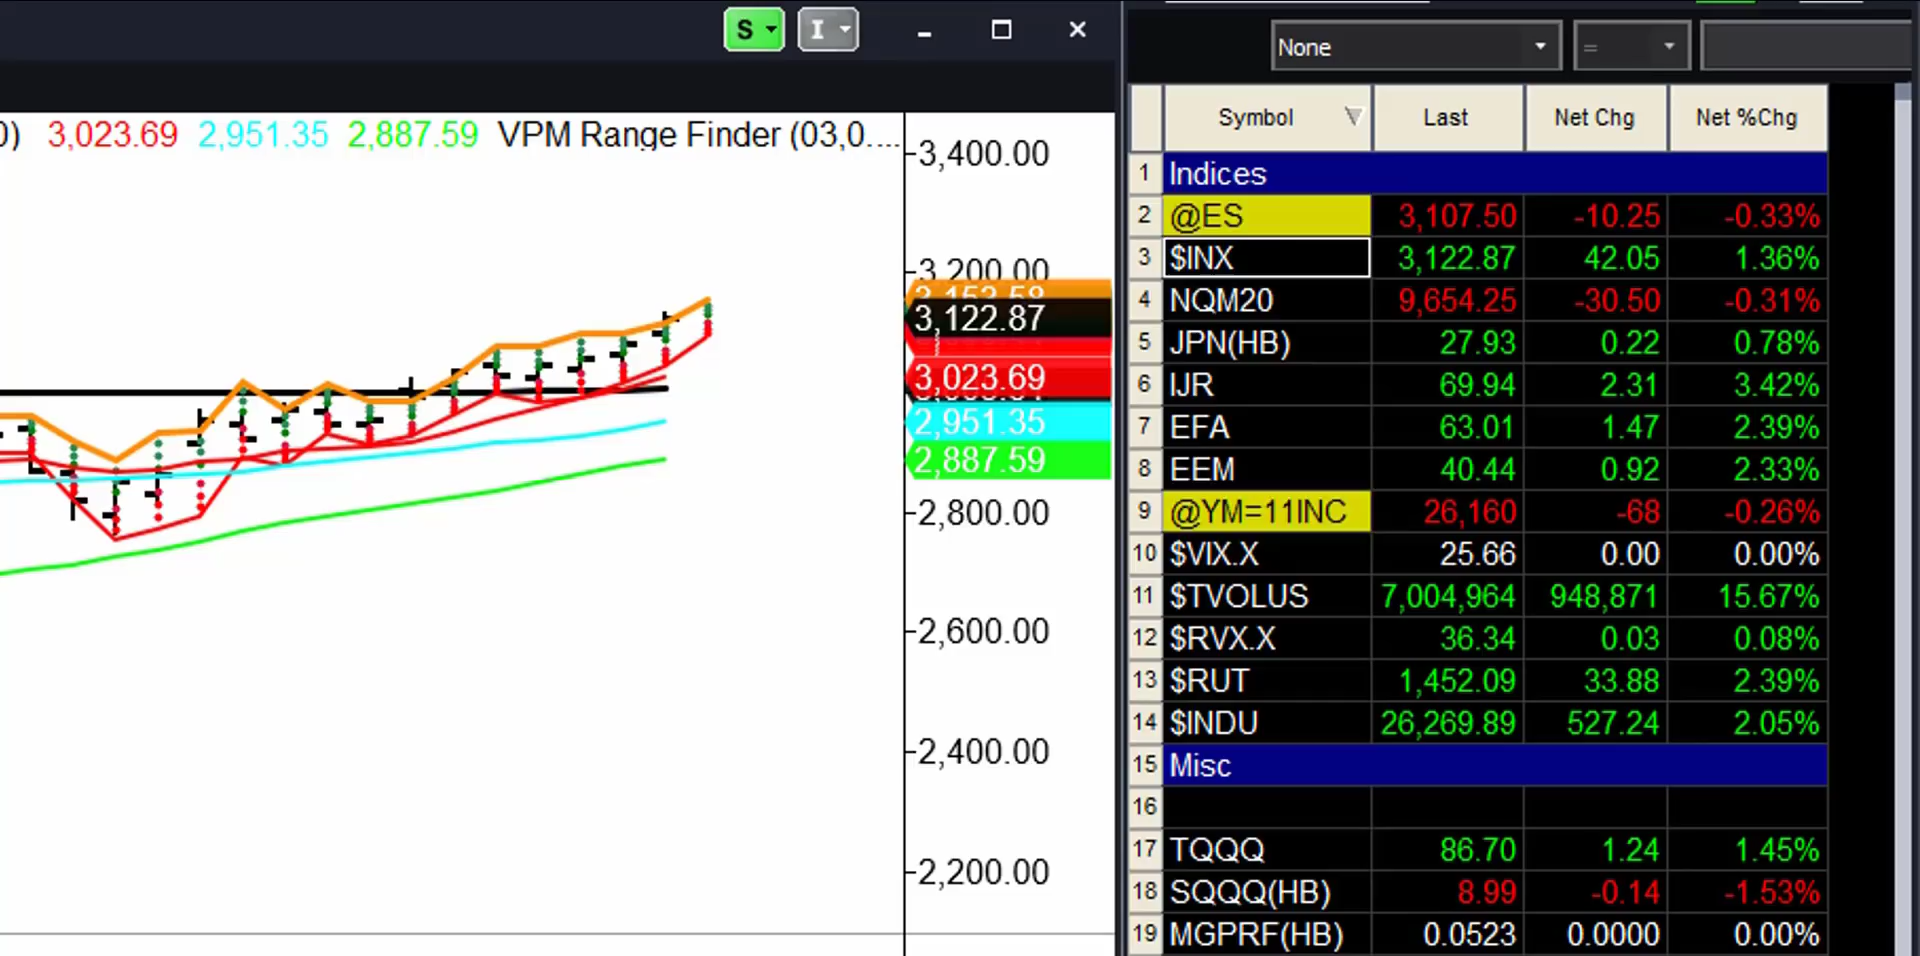 S I
None =
0) 3,023.69 2,951.35 2,887.59 VPM Range Finder (03,0....
3,400.00
3,200.00
3,153.58
3,122.87
3,023.69
2,951.35
2,887.59
2,800.00
2,600.00
2,400.00
2,200.00
Symbol Last Net Chg Net %Chg
1 Indices
2 @ES 3,107.50 -10.25 -0.33%
3 $INX 3,122.87 42.05 1.36%
4 NQM20 9,654.25 -30.50 -0.31%
5 JPN(HB) 27.93 0.22 0.78%
6 IJR 69.94 2.31 3.42%
7 EFA 63.01 1.47 2.39%
8 EEM 40.44 0.92 2.33%
9 @YM=11INC 26,160 -68 -0.26%
10 $VIX.X 25.66 0.00 0.00%
11 $TVOLUS 7,004,964 948,871 15.67%
12 $RVX.X 36.34 0.03 0.08%
13 $RUT 1,452.09 33.88 2.39%
14 $INDU 26,269.89 527.24 2.05%
15 Misc
16
17 TQQQ 86.70 1.24 1.45%
18 SQQQ(HB) 8.99 -0.14 -1.53%
19 MGPRF(HB) 0.0523 0.0000 0.00%